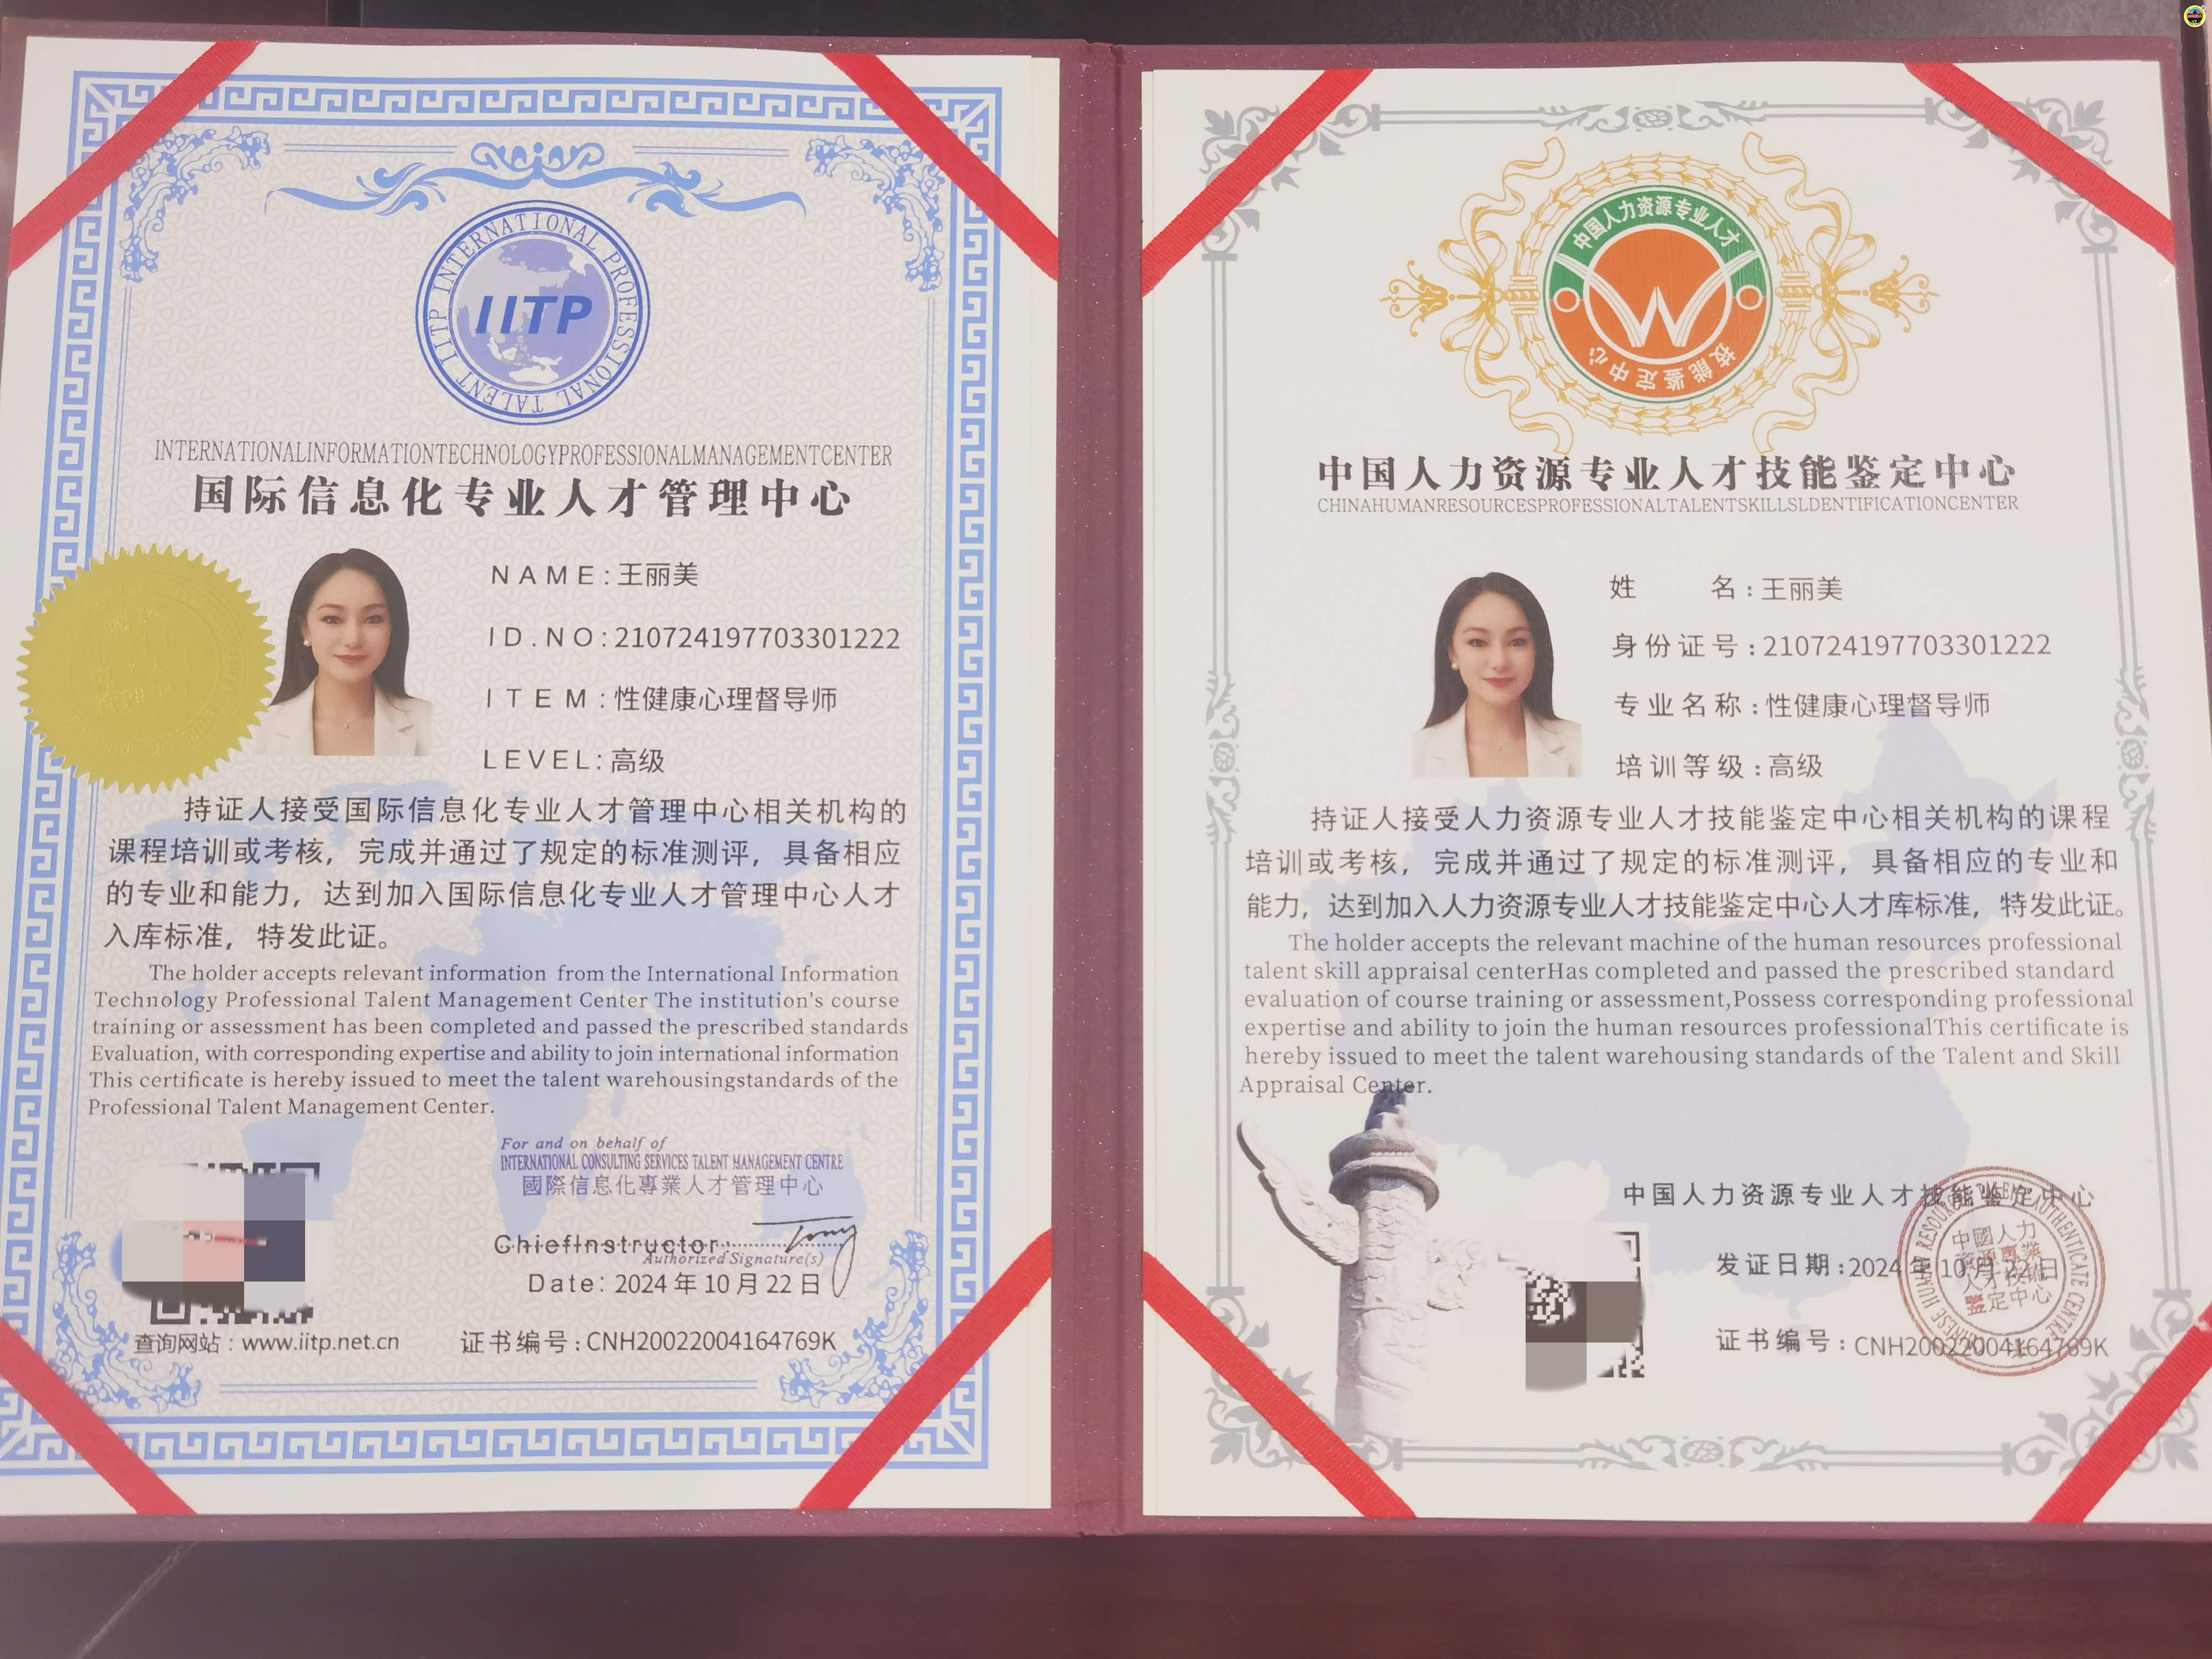 INTERNATIONAL PROFESSIONAL TALENT IITP
IITP
INTERNATIONALINFORMATIONTECHNOLOGYPROFESSIONALMANAGEMENTCENTER
国际信息化专业人才管理中心
NAME:王丽美
ID.NO:210724197703301222
ITEM:性健康心理督导师
LEVEL:高级
持证人接受国际信息化专业人才管理中心相关机构的
课程培训或考核，完成并通过了规定的标准测评，具备相应
的专业和能力，达到加入国际信息化专业人才管理中心人才
入库标准，特发此证。
The holder accepts relevant information from the International Information
Technology Professional Talent Management Center The institution's course
training or assessment has been completed and passed the prescribed standards
Evaluation, with corresponding expertise and ability to join international information
This certificate is hereby issued to meet the talent warehousingstandards of the
Professional Talent Management Center.
For and on behalf of
INTERNATIONAL CONSULTING SERVICES TALENT MANAGEMENT CENTRE
國際信息化專業人才管理中心
ChiefInstructor
Tony
Authorized Signature(s)
Date: 2024年10月22日
查询网站：www.iitp.net.cn
证书编号:CNH20022004164769K
中国人力资源专业人才
技能鉴定中心
中国人力资源专业人才技能鉴定中心
CHINAHUMANRESOURCESPROFESSIONALTALENTSKILLSLDENTIFICATIONCENTER
姓 名:王丽美
身份证号:210724197703301222
专业名称:性健康心理督导师
培训等级:高级
持证人接受人力资源专业人才技能鉴定中心相关机构的课程
培训或考核，完成并通过了规定的标准测评，具备相应的专业和
能力，达到加入人力资源专业人才技能鉴定中心人才库标准，特发此证。
The holder accepts the relevant machine of the human resources professional
talent skill appraisal centerHas completed and passed the prescribed standard
evaluation of course training or assessment,Possess corresponding professional
expertise and ability to join the human resources professionalThis certificate is
hereby issued to meet the talent warehousing standards of the Talent and Skill
Appraisal Center.
中国人力资源专业人才技能鉴定中心
发证日期:2024年10月22日
证书编号:CNH20022004164769K
中國人力
資源專業
人才技能
鉴定中心